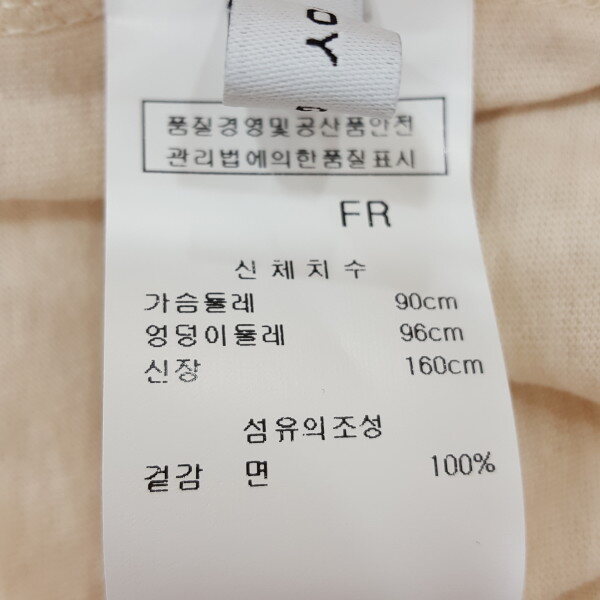 OY
품질경영및공산품안전
관리법에의한품질표시
FR
신체치수
가슴둘레 90cm
엉덩이둘레 96cm
신장 160cm
섬유의조성
겉감 면 100%